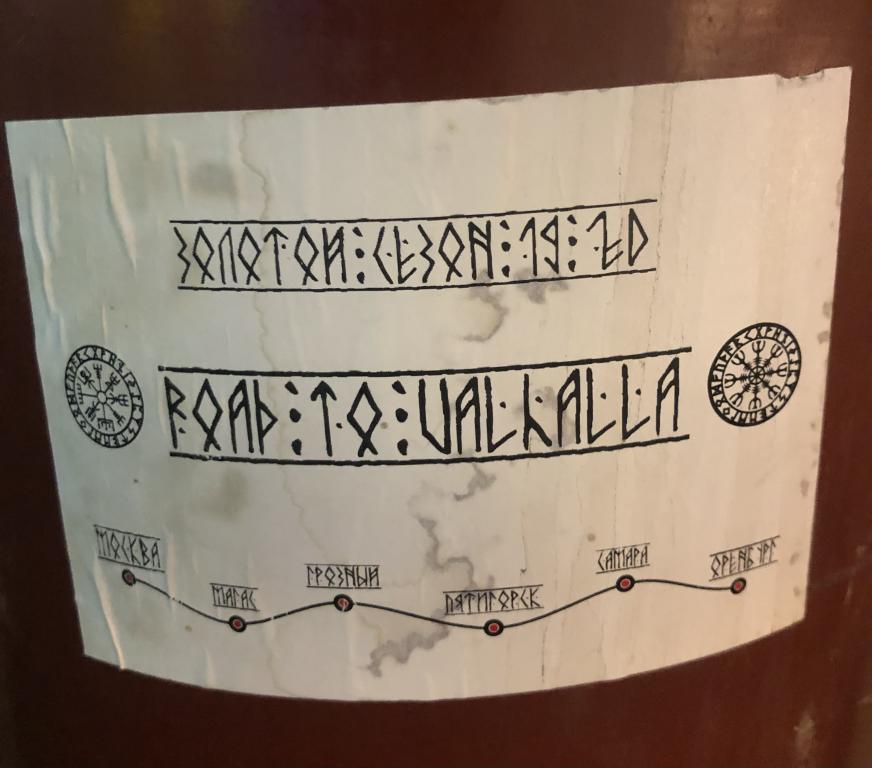 ЗОЛОТОЙ:СЕЗОН:19:20
ROAD:TO:VALHALLA
МОСКВА
МАГАС
ГРОЗНЫЙ
ПЯТИГОРСК
САМАРА
ОРЕНБУРГ